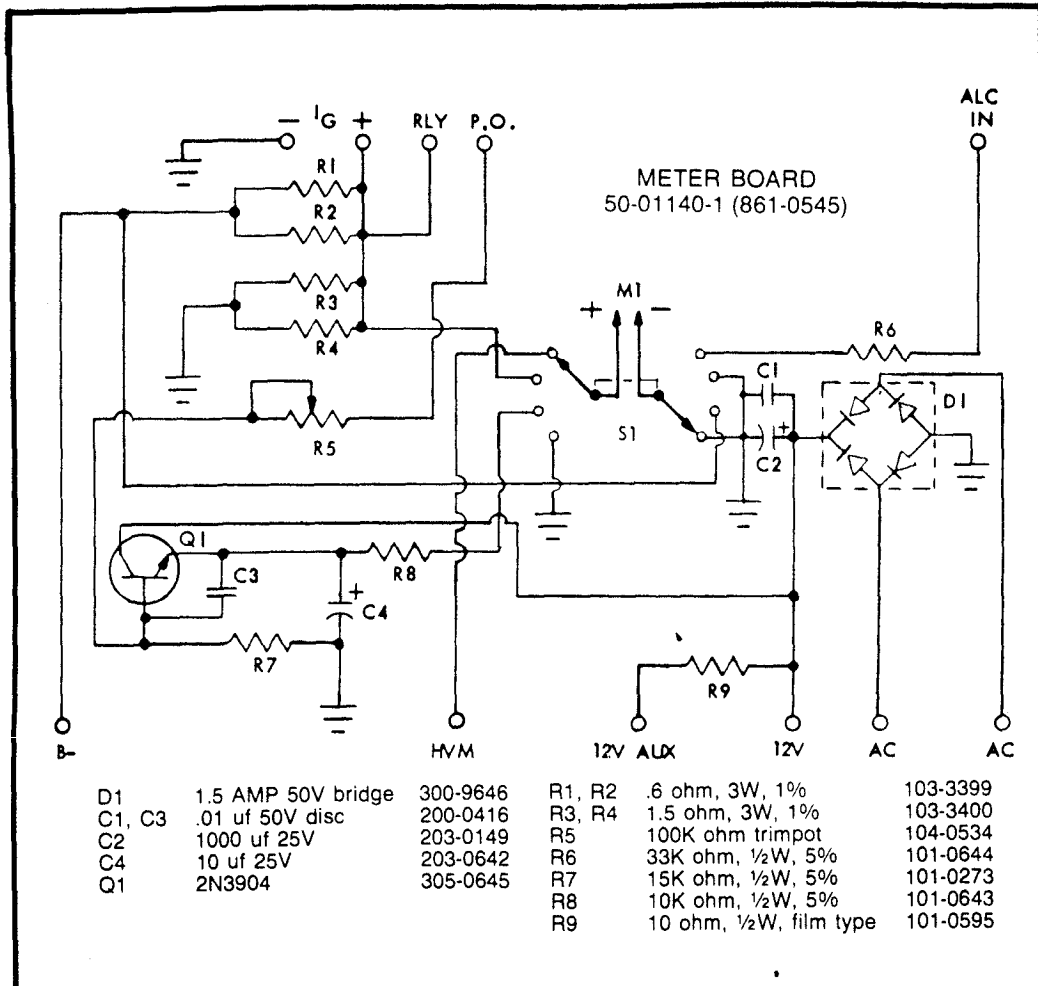 ALC
IN
− IG + RLY P.O.
METER BOARD
50-01140-1 (861-0545)
R1
R2
R3
R4
M1
+ −
R6
C1
D1
R5
S1
C2
+
Q1
C3
R8
+
C4
R7
R9
B-
HVM
12V AUX
12V
AC
AC
D1 1.5 AMP 50V bridge 300-9646
C1, C3 .01 uf 50V disc 200-0416
C2 1000 uf 25V 203-0149
C4 10 uf 25V 203-0642
Q1 2N3904 305-0645
R1, R2 .6 ohm, 3W, 1% 103-3399
R3, R4 1.5 ohm, 3W, 1% 103-3400
R5 100K ohm trimpot 104-0534
R6 33K ohm, ½W, 5% 101-0644
R7 15K ohm, ½W, 5% 101-0273
R8 10K ohm, ½W, 5% 101-0643
R9 10 ohm, ½W, film type 101-0595